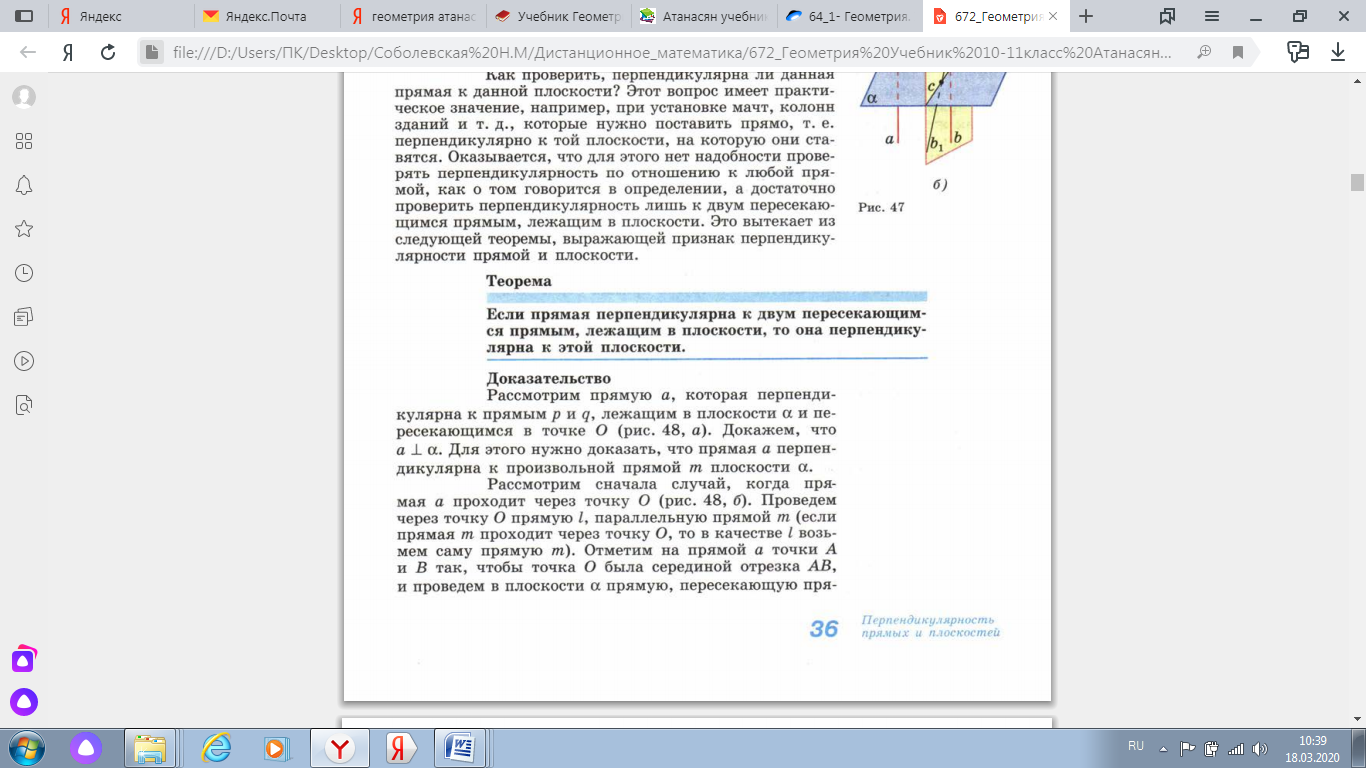 Яндекс
Яндекс.Почта
геометрия атанас
Учебник Геометр
Атанасян учебни
64_1- Геометрия.
672_Геометрия
file:///D:/Users/ПК/Desktop/Соболевская%20Н.М/Дистанционное_математика/672_Геометрия%20Учебник%2010-11класс%20Атанасян...
Как проверить, перпендикулярна ли данная
прямая к данной плоскости? Этот вопрос имеет практи-
ческое значение, например, при установке мачт, колонн
зданий и т. д., которые нужно поставить прямо, т. е.
перпендикулярно к той плоскости, на которую они ста-
вятся. Оказывается, что для этого нет надобности прове-
рять перпендикулярность по отношению к любой пря-
мой, как о том говорится в определении, а достаточно
проверить перпендикулярность лишь к двум пересекаю-
щимся прямым, лежащим в плоскости. Это вытекает из
следующей теоремы, выражающей признак перпендику-
лярности прямой и плоскости.
α
c
a
b₁
b
б)
Рис. 47
Теорема
Если прямая перпендикулярна к двум пересекающим-
ся прямым, лежащим в плоскости, то она перпендику-
лярна к этой плоскости.
Доказательство
Рассмотрим прямую a, которая перпенди-
кулярна к прямым p и q, лежащим в плоскости α и пе-
ресекающимся в точке O (рис. 48, а). Докажем, что
a ⊥ α. Для этого нужно доказать, что прямая a перпен-
дикулярна к произвольной прямой m плоскости α.
Рассмотрим сначала случай, когда пря-
мая a проходит через точку O (рис. 48, б). Проведем
через точку O прямую l, параллельную прямой m (если
прямая m проходит через точку O, то в качестве l возь-
мем саму прямую m). Отметим на прямой a точки A
и B так, чтобы точка O была серединой отрезка AB,
и проведем в плоскости α прямую, пересекающую пря-
36
Перпендикулярность
прямых и плоскостей
RU
10:39
18.03.2020